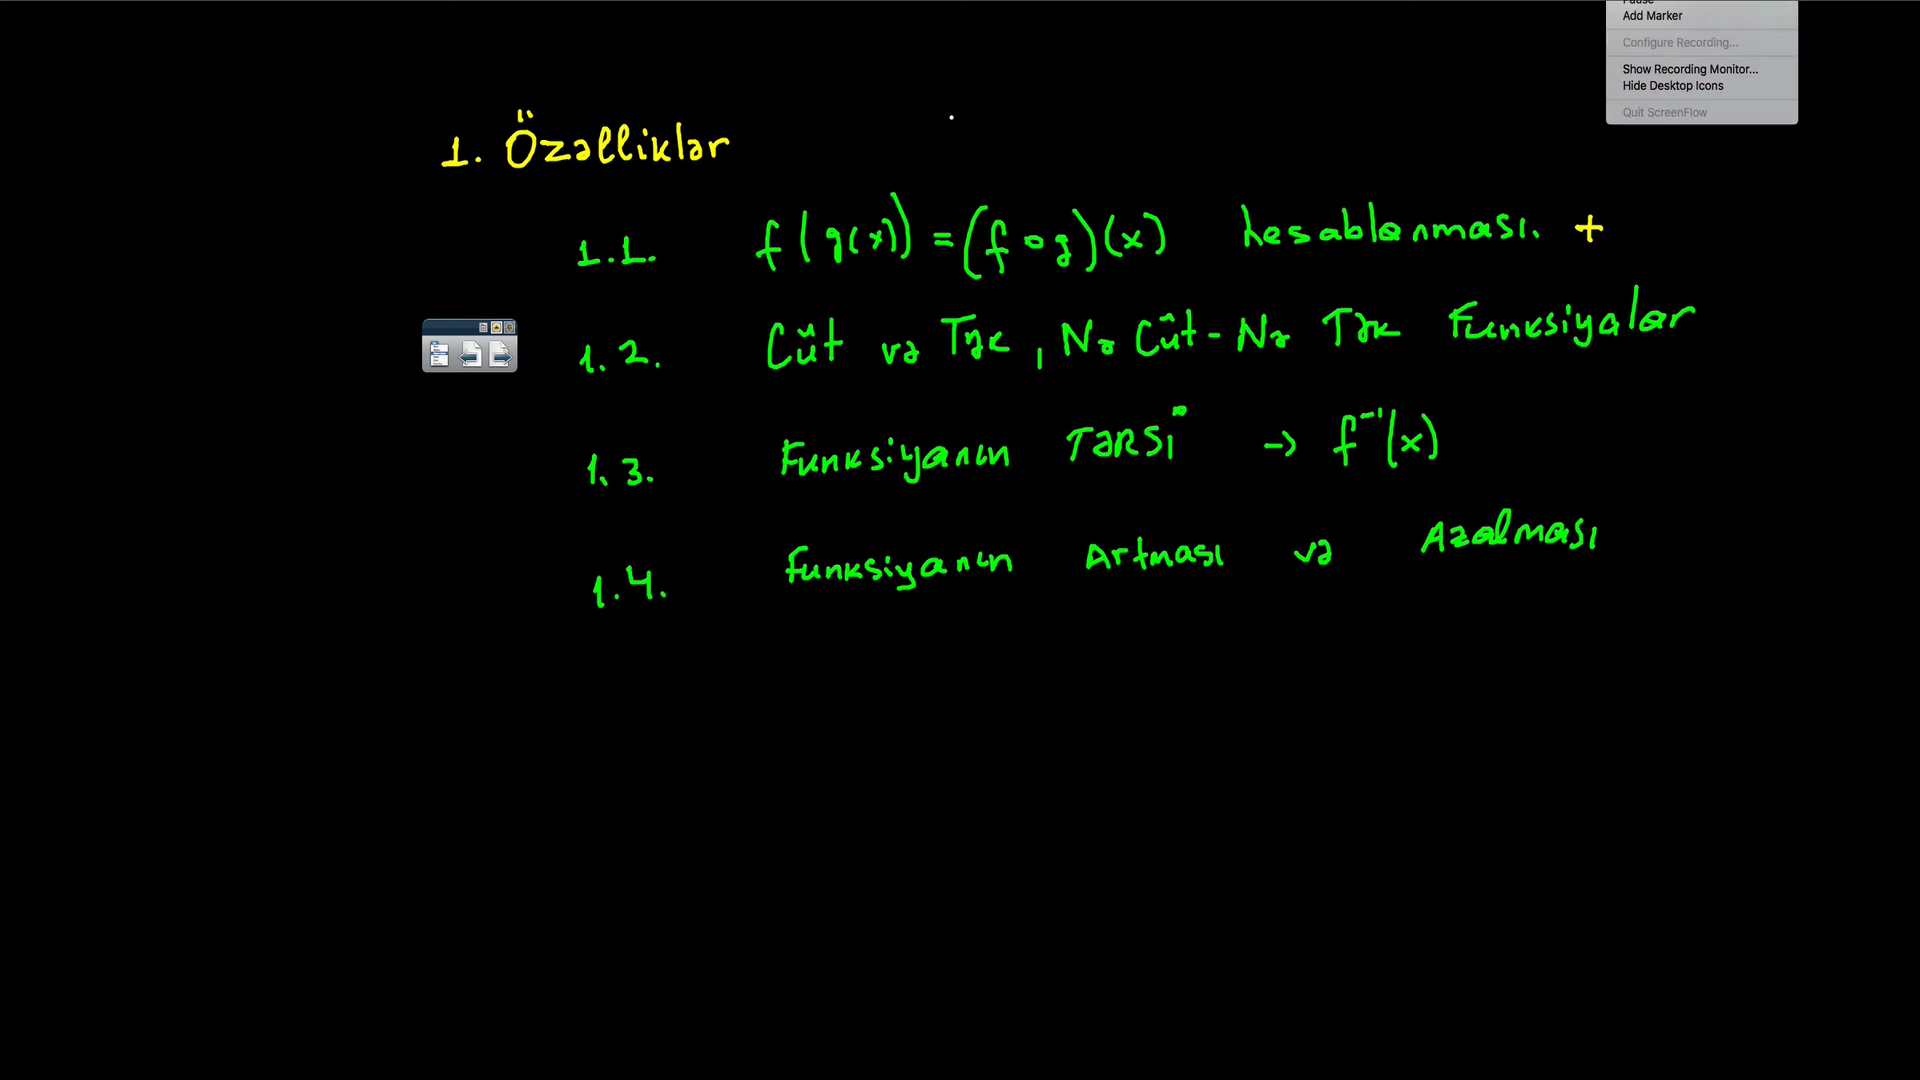 Pause
Add Marker
Configure Recording...
Show Recording Monitor...
Hide Desktop Icons
Quit ScreenFlow
1. Özəlliklər
1.1. f(g(x)) = (f∘g)(x) hesablanması. +
1.2. Cüt və Tək, Nə Cüt - Nə Tək Funksiyalar
1.3. Funksiyanın TƏRSİ → f⁻¹(x)
1.4. Funksiyanın Artması və Azalması